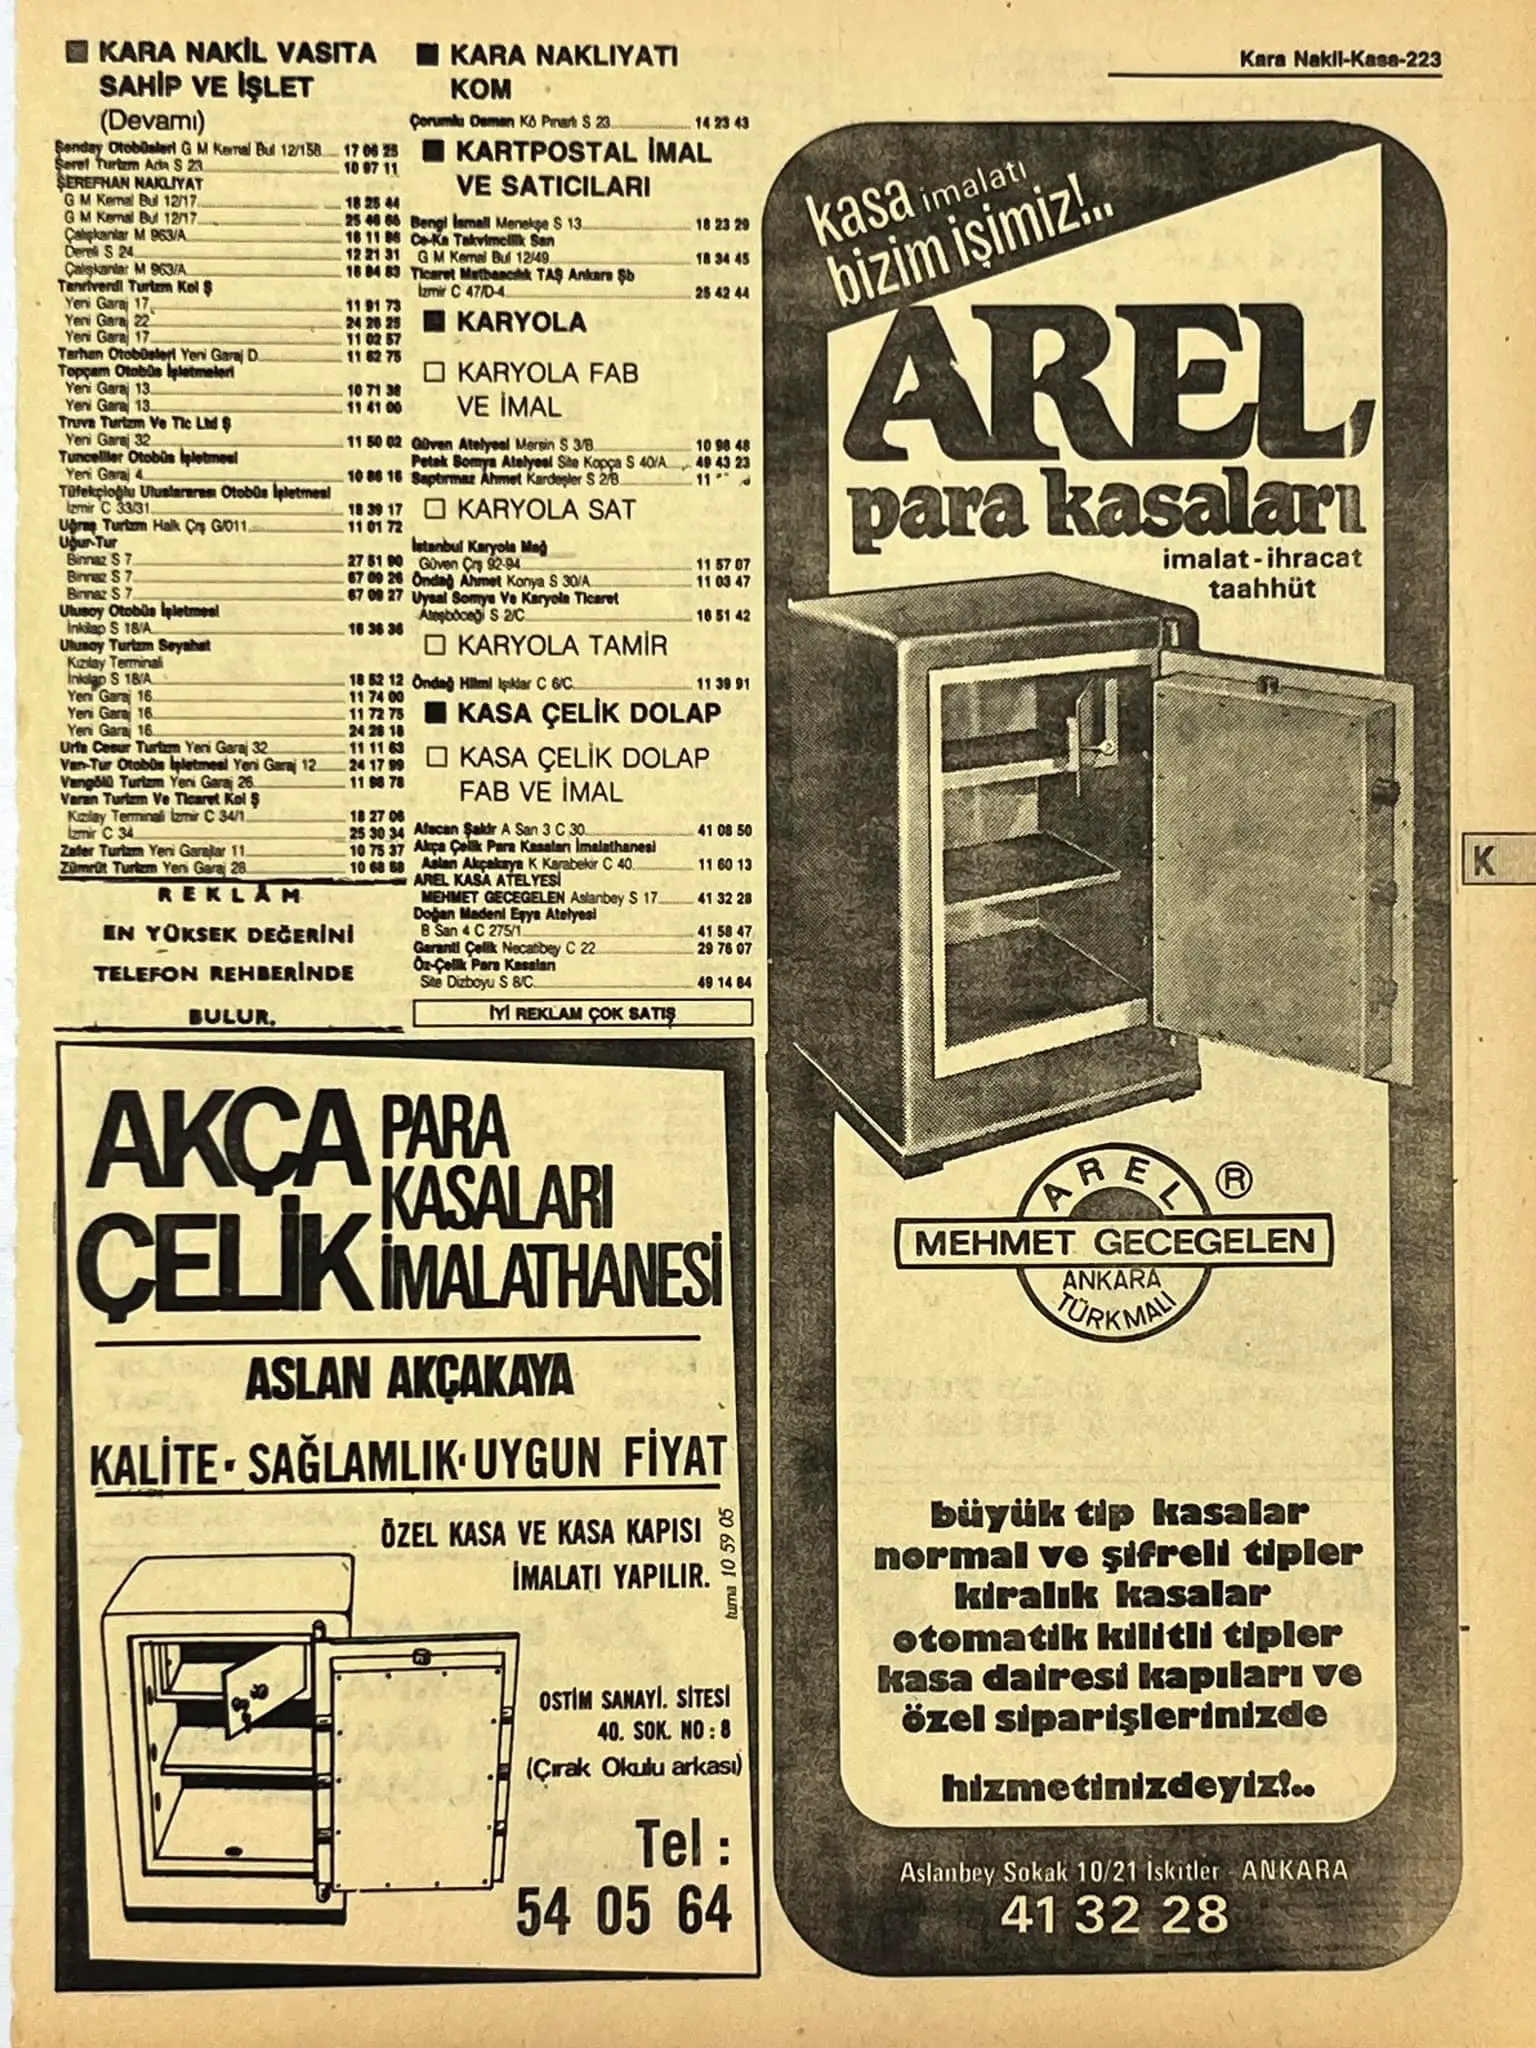 Kara Nakil-Kasa-223
KARA NAKİL VASITA
SAHİP VE İŞLET
(Devamı)
Şenday Otobüsleri G M Kemal Bul 12/158 17 06 25
Şeref Turizm Ada S 23 10 97 11
ŞEREFHAN NAKLİYAT
G M Kemal Bul 12/17 18 25 44
G M Kemal Bul 12/17 25 46 66
Çalışkanlar M 963/A 16 11 86
Dereli S 24 12 21 31
Çalışkanlar M 963/A 16 84 83
Tanrıverdi Turizm Kol Ş
Yeni Garaj 17 11 91 73
Yeni Garaj 22 24 26 25
Yeni Garaj 17 11 02 57
Tarhan Otobüsleri Yeni Garaj D 11 62 75
Topçam Otobüs İşletmeleri
Yeni Garaj 13 10 71 38
Yeni Garaj 13 11 41 06
Truva Turizm Ve Tic Ltd Ş
Yeni Garaj 32 11 50 02
Tunceliler Otobüs İşletmesi
Yeni Garaj 4 10 86 16
Tüfekçioğlu Uluslararası Otobüs İşletmesi
İzmir C 33/31 18 39 17
Uğraş Turizm Halk Çrş G/011 11 01 72
Uğur-Tur
Binnaz S 7 27 51 90
Binnaz S 7 67 09 26
Binnaz S 7 67 09 27
Ulusoy Otobüs İşletmesi
İnkilap S 18/A 18 36 36
Ulusoy Turizm Seyahat
Kızılay Terminali
İnkilap S 18/A 18 52 12
Yeni Garaj 16 11 74 00
Yeni Garaj 16 11 72 75
Yeni Garaj 16 24 28 18
Urfa Cesur Turizm Yeni Garaj 32 11 11 63
Van-Tur Otobüs İşletmesi Yeni Garaj 12 24 17 99
Vangölü Turizm Yeni Garaj 26 11 98 78
Varan Turizm Ve Ticaret Kol Ş
Kızılay Terminali İzmir C 34/1 18 27 06
İzmir C 34 25 30 34
Zafer Turizm Yeni Garajlar 11 10 75 37
Zümrüt Turizm Yeni Garaj 28 10 68 58
REKLÂM
EN YÜKSEK DEĞERİNİ
TELEFON REHBERİNDE
BULUR.
KARA NAKLIYATI
KOM
Çorumlu Osman Kö Pınarlı S 23 14 23 43
KARTPOSTAL İMAL
VE SATICILARI
Bengi İsmail Menekşe S 13 18 23 29
Ce-Ka Takvimcilik San
G M Kemal Bul 12/49 18 34 45
Ticaret Matbaacılık TAŞ Ankara Şb
İzmir C 47/D-4 25 42 44
KARYOLA
KARYOLA FAB
VE İMAL
Güven Atelyesi Mersin S 3/B 10 98 48
Petek Somya Atelyesi Site Kopça S 40/A 49 43 23
Saptırmaz Ahmet Kardeşler S 2/B 11
KARYOLA SAT
İstanbul Karyola Mağ
Güven Çrş 92-94 11 57 07
Öndağ Ahmet Konya S 30/A 11 03 47
Uysal Somya Ve Karyola Ticaret
Ateşböceği S 2/C 16 51 42
KARYOLA TAMİR
Öndağ Hilmi Işıklar C 6/C 11 39 91
KASA ÇELİK DOLAP
KASA ÇELİK DOLAP
FAB VE İMAL
Afacan Şakir A San 3 C 30 41 08 50
Akça Çelik Para Kasaları İmalathanesi
Aslan Akçakaya K Karabekir C 40 11 60 13
AREL KASA ATELYESİ
MEHMET GECEGELEN Aslanbey S 17 41 32 28
Doğan Madeni Eşya Atelyesi
B San 4 C 275/1 41 58 47
Garanti Çelik Necatibey C 22 29 76 07
Öz-Çelik Para Kasaları
Site Dizboyu S 8/C 49 14 84
İYİ REKLAM ÇOK SATIŞ
AKÇA
ÇELİK
PARA
KASALARI
İMALATHANESİ
ASLAN AKÇAKAYA
KALİTE · SAĞLAMLIK · UYGUN FİYAT
ÖZEL KASA VE KASA KAPISI
İMALATI YAPILIR.
tuma 10 59 05
OSTİM SANAYİ. SİTESİ
40. SOK. NO : 8
(Çırak Okulu arkası)
Tel :
54 05 64
kasa imalatı
bizim işimiz!...
AREL
para kasaları
imalat-ihracat
taahhüt
AREL ®
MEHMET GECEGELEN
ANKARA
TÜRKMALI
büyük tip kasalar
normal ve şifreli tipler
kiralık kasalar
otomatik kilitli tipler
kasa dairesi kapıları ve
özel siparişlerinizde
hizmetinizdeyiz!..
Aslanbey Sokak 10/21 İskitler - ANKARA
41 32 28
K